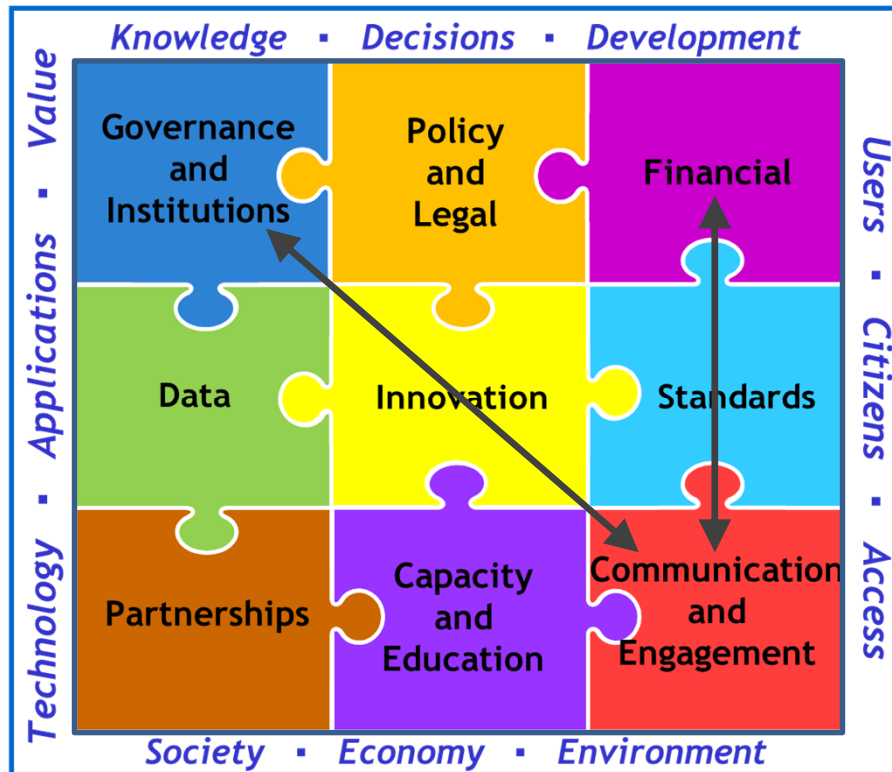 Knowledge ▪ Decisions ▪ Development
Technology ▪ Applications ▪ Value
Governance
and
Institutions
Policy
and
Legal
Financial
Data
Innovation
Standards
Partnerships
Capacity
and
Education
Communication
and
Engagement
Users ▪ Citizens ▪ Access
Society ▪ Economy ▪ Environment